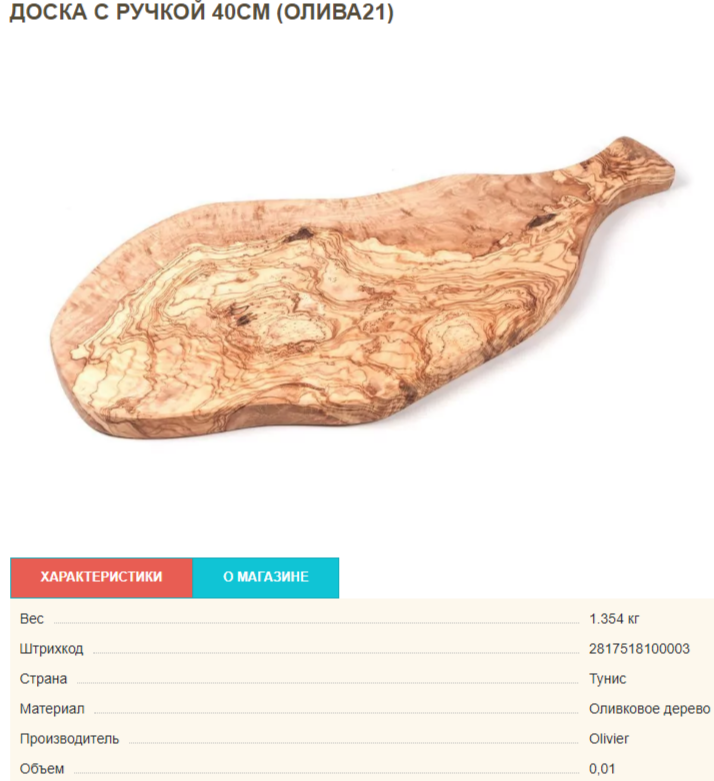 ДОСКА С РУЧКОЙ 40СМ (ОЛИВА21)
ХАРАКТЕРИСТИКИ О МАГАЗИНЕ
Вес 1.354 кг
Штрихкод 2817518100003
Страна Тунис
Материал Оливковое дерево
Производитель Olivier
Объем 0,01